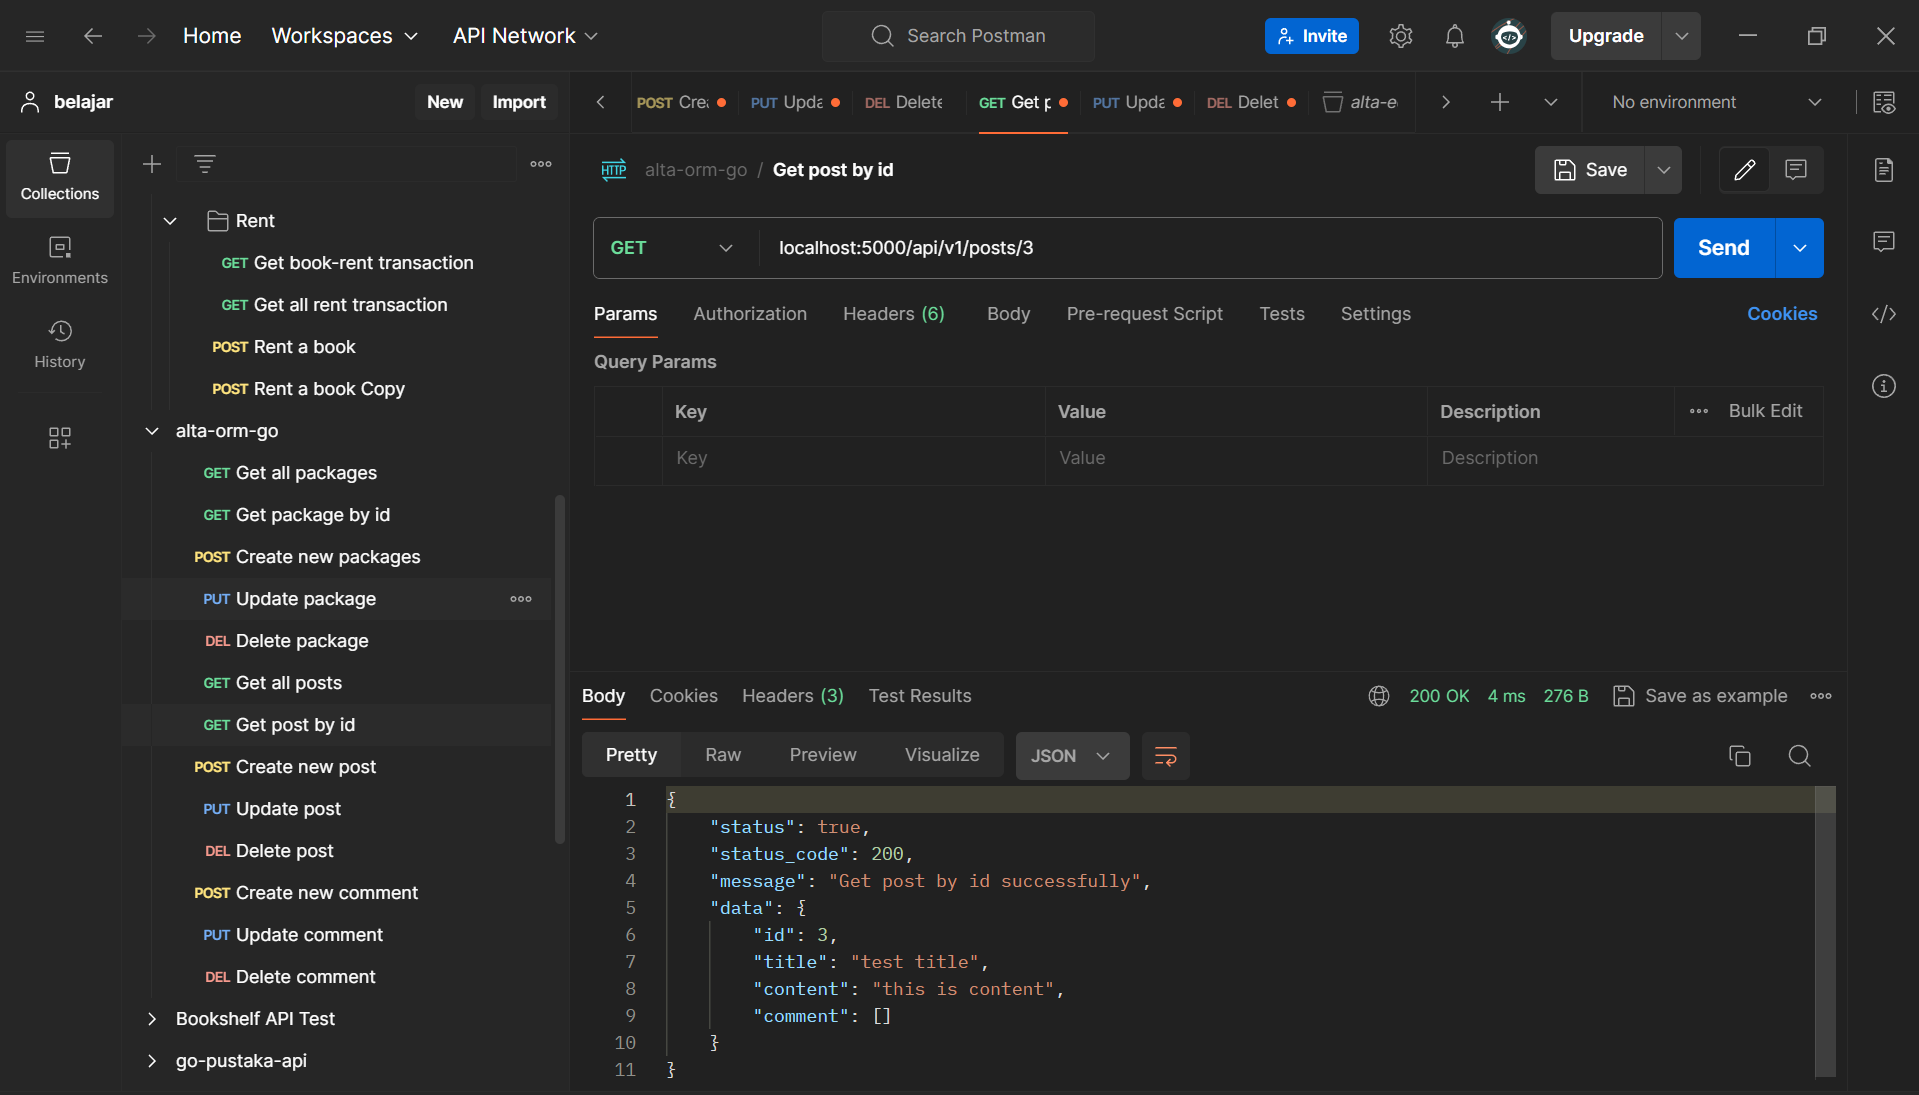 Home
Workspaces
API Network
Search Postman
Invite
Upgrade
belajar
New
Import
POST Cre
PUT Upda
DEL Delete
GET Get p
PUT Upda
DEL Delet
alta-e
No environment
Collections
Environments
History
Rent
GET Get book-rent transaction
GET Get all rent transaction
POST Rent a book
POST Rent a book Copy
alta-orm-go
GET Get all packages
GET Get package by id
POST Create new packages
PUT Update package
DEL Delete package
GET Get all posts
GET Get post by id
POST Create new post
PUT Update post
DEL Delete post
POST Create new comment
PUT Update comment
DEL Delete comment
Bookshelf API Test
go-pustaka-api
HTTP alta-orm-go / Get post by id
Save
GET localhost:5000/api/v1/posts/3
Send
Params Authorization Headers (6) Body Pre-request Script Tests Settings Cookies
Query Params
Key Value Description Bulk Edit
Key Value Description
Body Cookies Headers (3) Test Results
200 OK 4 ms 276 B Save as example
Pretty Raw Preview Visualize JSON
1 {
2 "status": true,
3 "status_code": 200,
4 "message": "Get post by id successfully",
5 "data": {
6 "id": 3,
7 "title": "test title",
8 "content": "this is content",
9 "comment": []
10 }
11 }